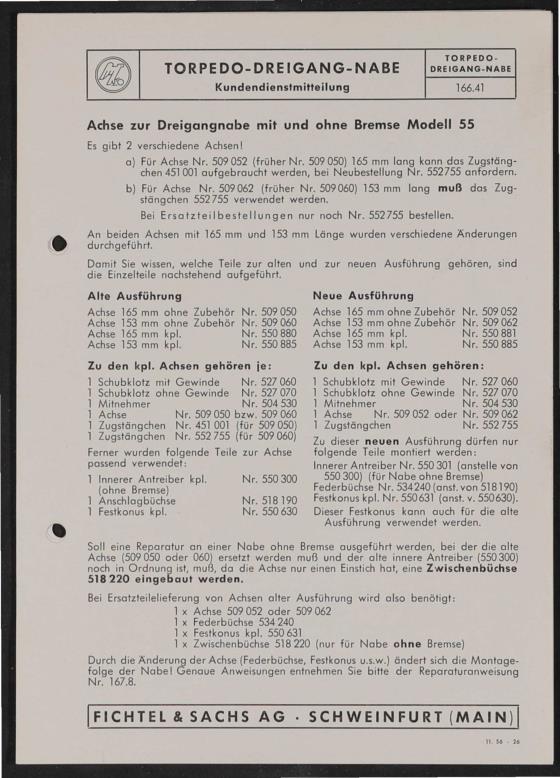 TORPEDO-DREIGANG-NABE
Kundendienstmitteilung
TORPEDO-
DREIGANG-NABE
166.41
Achse zur Dreigangnabe mit und ohne Bremse Modell 55
Es gibt 2 verschiedene Achsen!
a) Für Achse Nr. 509 052 (früher Nr. 509 050) 165 mm lang kann das Zugstäng-
chen 451 001 aufgebraucht werden, bei Neubestellung Nr. 552 755 anfordern.
b) Für Achse Nr. 509 062 (früher Nr. 509 060) 153 mm lang muß das Zug-
stängchen 552 755 verwendet werden.
Bei Ersatzteilbestellungen nur noch Nr. 552 755 bestellen.
An beiden Achsen mit 165 mm und 153 mm Länge wurden verschiedene Änderungen
durchgeführt.
Damit Sie wissen, welche Teile zur alten und zur neuen Ausführung gehören, sind
die Einzelteile nachstehend aufgeführt.
Alte Ausführung
Achse 165 mm ohne Zubehör Nr. 509 050
Achse 153 mm ohne Zubehör Nr. 509 060
Achse 165 mm kpl. Nr. 550 880
Achse 153 mm kpl. Nr. 550 885
Zu den kpl. Achsen gehören je:
1 Schubklotz mit Gewinde Nr. 527 060
1 Schubklotz ohne Gewinde Nr. 527 070
1 Mitnehmer Nr. 504 530
1 Achse Nr. 509 050 bzw. 509 060
1 Zugstängchen Nr. 451 001 (für 509 050)
1 Zugstängchen Nr. 552 755 (für 509 060)
Ferner wurden folgende Teile zur Achse
passend verwendet:
1 Innerer Antreiber kpl. Nr. 550 300
(ohne Bremse)
1 Anschlagbüchse Nr. 518 190
1 Festkonus kpl. Nr. 550 630
Neue Ausführung
Achse 165 mm ohne Zubehör Nr. 509 052
Achse 153 mm ohne Zubehör Nr. 509 062
Achse 165 mm kpl. Nr. 550 881
Achse 153 mm kpl. Nr. 550 885
Zu den kpl. Achsen gehören:
1 Schubklotz mit Gewinde Nr. 527 060
1 Schubklotz ohne Gewinde Nr. 527 070
1 Mitnehmer Nr. 504 530
1 Achse Nr. 509 052 oder Nr. 509 062
1 Zugstängchen Nr. 552 755
Zu dieser neuen Ausführung dürfen nur
folgende Teile montiert werden:
Innerer Antreiber Nr. 550 301 (anstelle von
550 300) (für Nabe ohne Bremse)
Federbüchse Nr. 534 240 (anst. von 518 190)
Festkonus kpl. Nr. 550 631 (anst. v. 550 630).
Dieser Festkonus kann auch für die alte
Ausführung verwendet werden.
Soll eine Reparatur an einer Nabe ohne Bremse ausgeführt werden, bei der die alte
Achse (509 050 oder 060) ersetzt werden muß und der alte innere Antreiber (550 300)
noch in Ordnung ist, muß, da die Achse nur einen Einstich hat, eine Zwischenbüchse
518 220 eingebaut werden.
Bei Ersatzteillieferung von Achsen alter Ausführung wird also benötigt:
1 x Achse 509 052 oder 509 062
1 x Federbüchse 534 240
1 x Festkonus kpl. 550 631
1 x Zwischenbüchse 518 220 (nur für Nabe ohne Bremse)
Durch die Änderung der Achse (Federbüchse, Festkonus u.s.w.) ändert sich die Montage-
folge der Nabe! Genaue Anweisungen entnehmen Sie bitte der Reparaturanweisung
Nr. 167.8.
FICHTEL & SACHS AG · SCHWEINFURT (MAIN)
11. 56 - 26